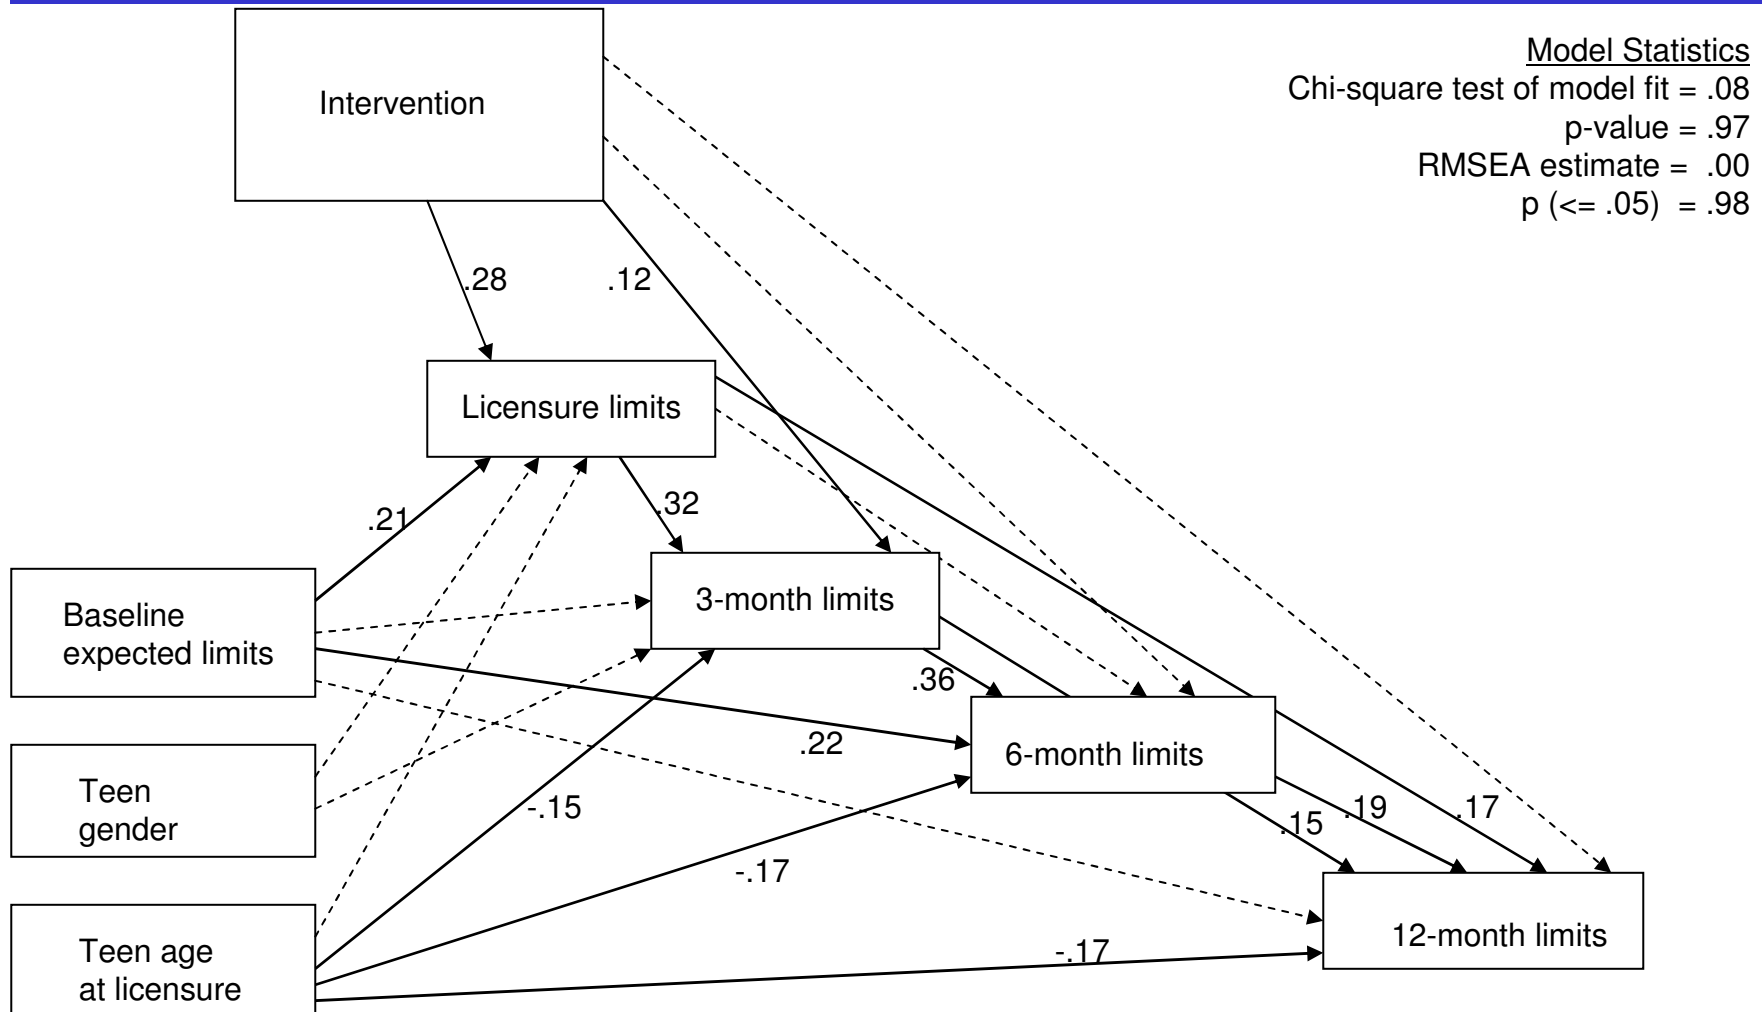 Intervention
Model Statistics
Chi-square test of model fit = .08
p-value = .97
RMSEA estimate = .00
p (<= .05) = .98
.28
.12
Licensure limits
.21
.32
Baseline
expected limits
3-month limits
.36
.22
6-month limits
Teen
gender
-.15
.15
.19
.17
-.17
Teen age
at licensure
-.17
12-month limits